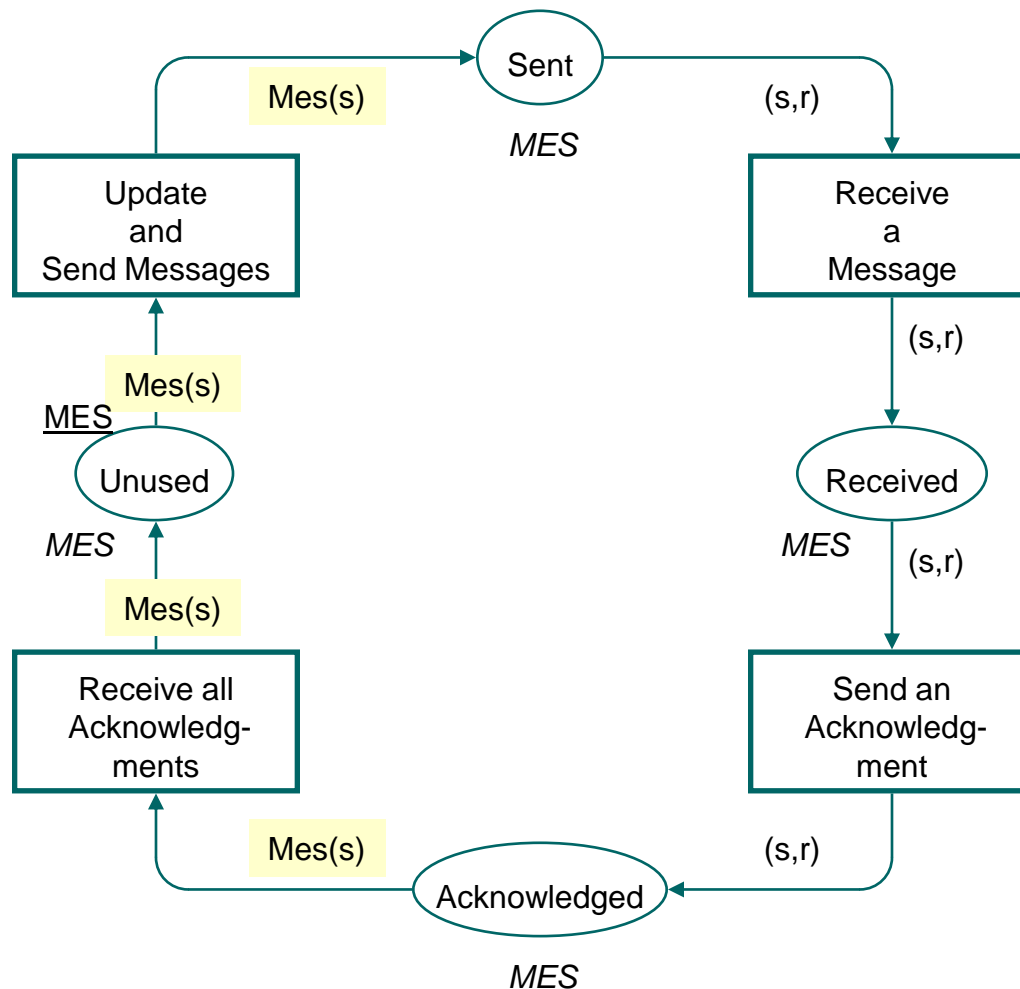 Sent
Mes(s)
(s,r)
MES
Update
and
Send Messages
Receive
a
Message
(s,r)
Mes(s)
MES
Unused
Received
MES
MES
(s,r)
Mes(s)
Receive all
Acknowledg-
ments
Send an
Acknowledg-
ment
Mes(s)
(s,r)
Acknowledged
MES